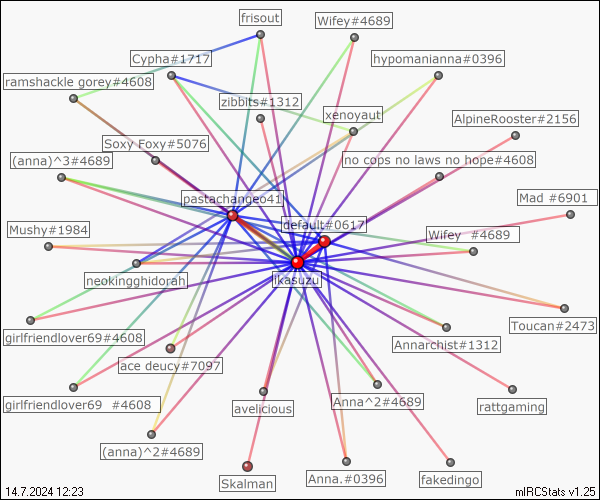 frisout
Wifey#4689
Cypha#1717
hypomanianna#0396
ramshackle gorey#4608
zibbits#1312
xenoyaut
AlpineRooster#2156
Soxy Foxy#5076
(anna)^3#4689
no cops no laws no hope#4608
pastachangeo41
Mad #6901
default#0617
Mushy#1984
Wifey #4689
neokingghidorah
ikasuzu
Toucan#2473
girlfriendlover69#4608
Annarchist#1312
ace deucy#7097
girlfriendlover69 #4608
avelicious
Anna^2#4689
rattgaming
(anna)^2#4689
Skalman
Anna.#0396
fakedingo
14.7.2024 12:23
mIRCStats v1.25